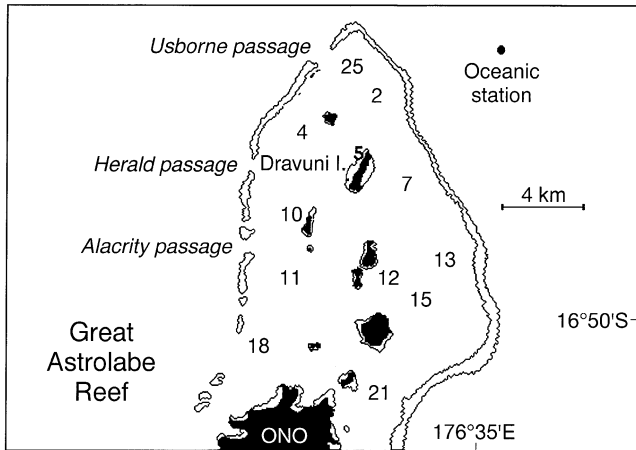 Usborne passage
25
Oceanic
station
2
4
5
Herald passage
Dravuni I.
7
4 km
10
Alacrity passage
13
11
12
15
16°50'S
Great
Astrolabe
Reef
18
21
ONO
176°35'E